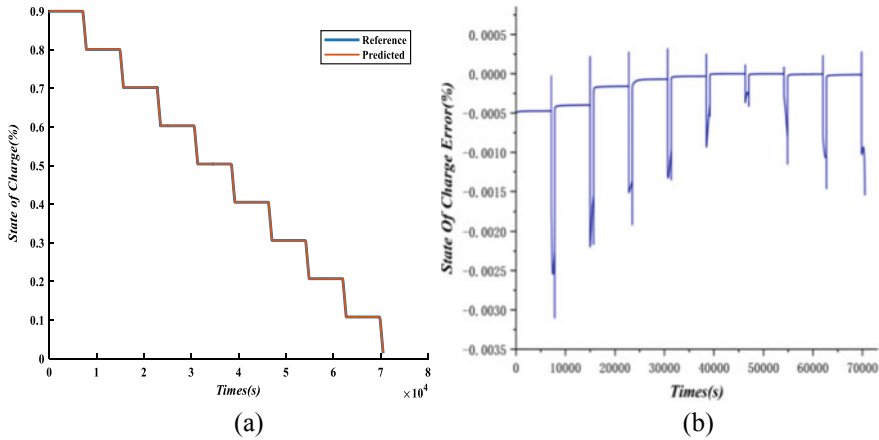 State of Charge(%)
0.9
0.8
0.7
0.6
0.5
0.4
0.3
0.2
0.1
0
Reference
Predicted
0 1 2 3 4 5 6 7 8
×10⁴
Times(s)
(a)
State Of Charge Error(%)
0.0005
0.0000
-0.0005
-0.0010
-0.0015
-0.0020
-0.0025
-0.0030
-0.0035
0 10000 20000 30000 40000 50000 60000 70000
Times(s)
(b)